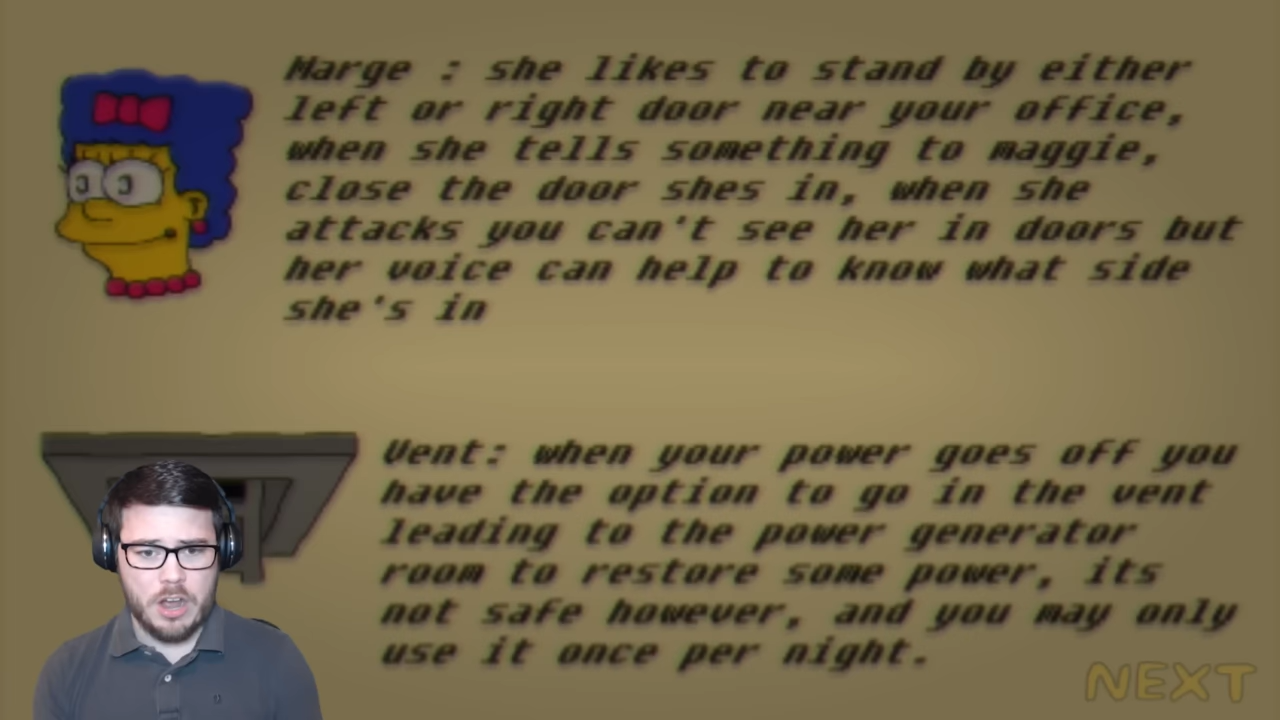 Marge : she likes to stand by either
left or right door near your office,
when she tells something to maggie,
close the door shes in, when she
attacks you can't see her in doors but
her voice can help to know what side
she's in
Vent: when your power goes off you
have the option to go in the vent
leading to the power generator
room to restore some power, its
not safe however, and you may only
use it once per night.
NEXT